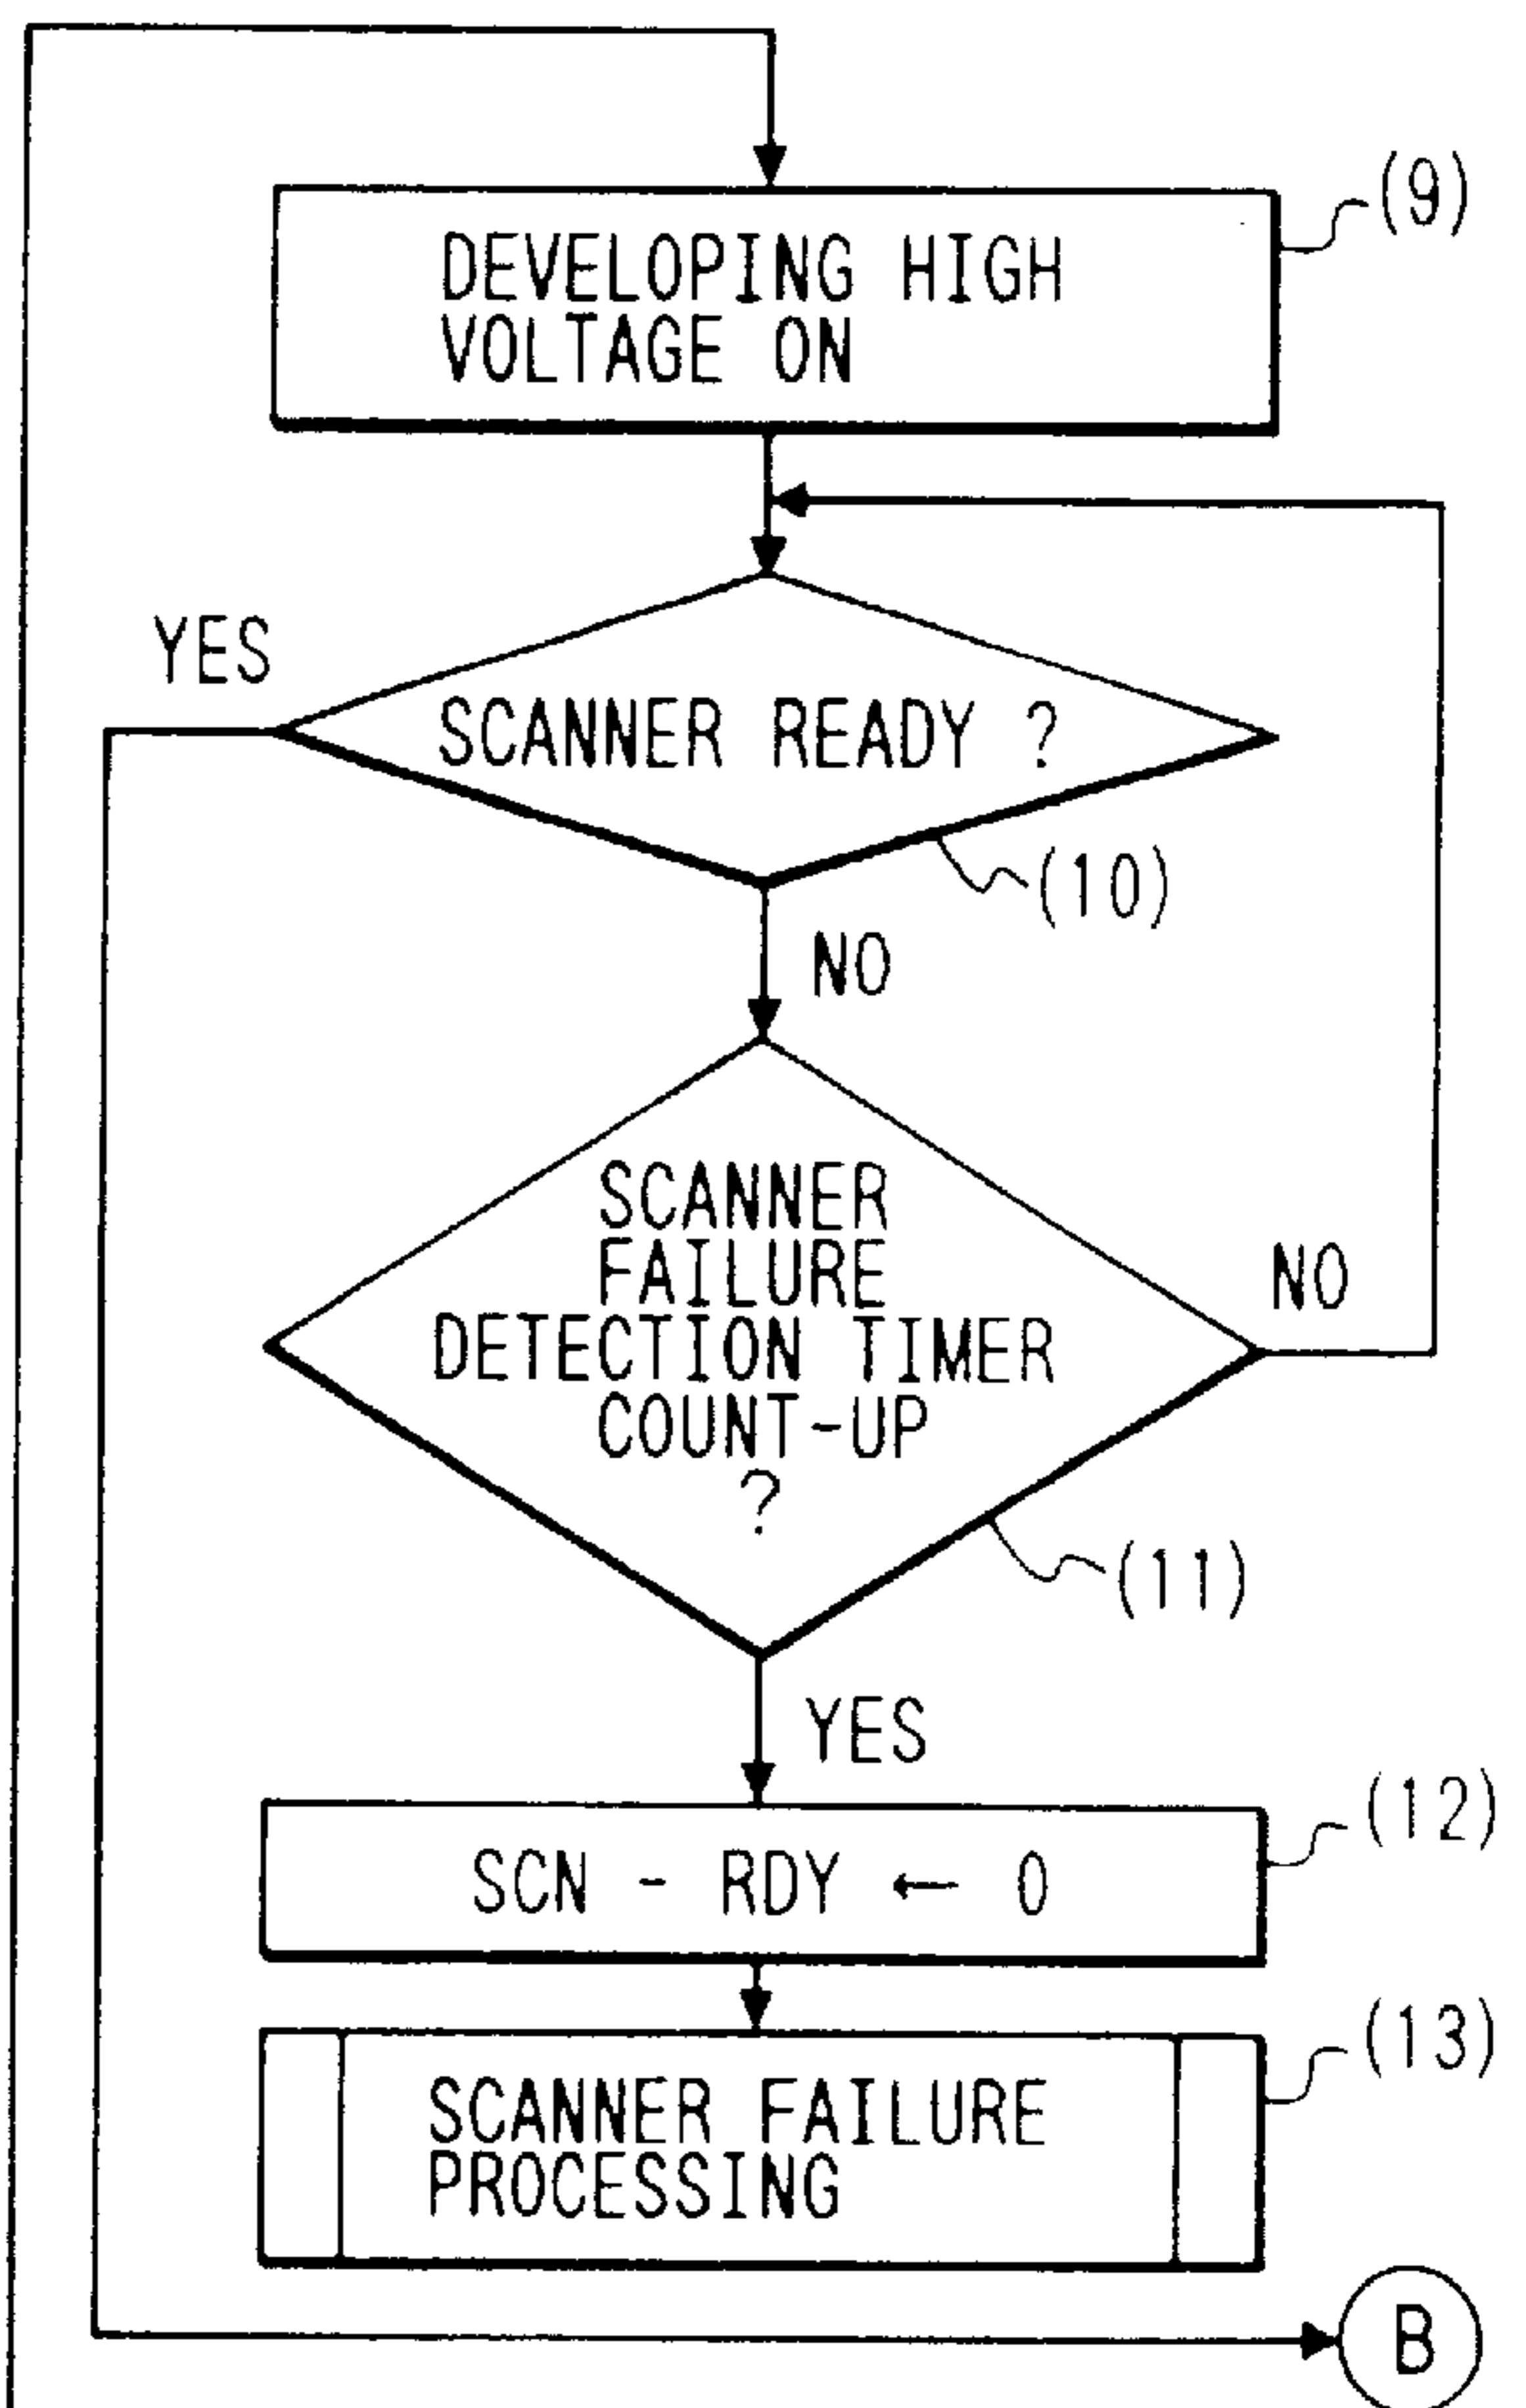 (9)
DEVELOPING HIGH
VOLTAGE ON
YES
SCANNER READY ?
(10)
NO
SCANNER
FAILURE
DETECTION TIMER
COUNT-UP
?
NO
(11)
YES
(12)
SCN - RDY ← 0
(13)
SCANNER FAILURE
PROCESSING
B